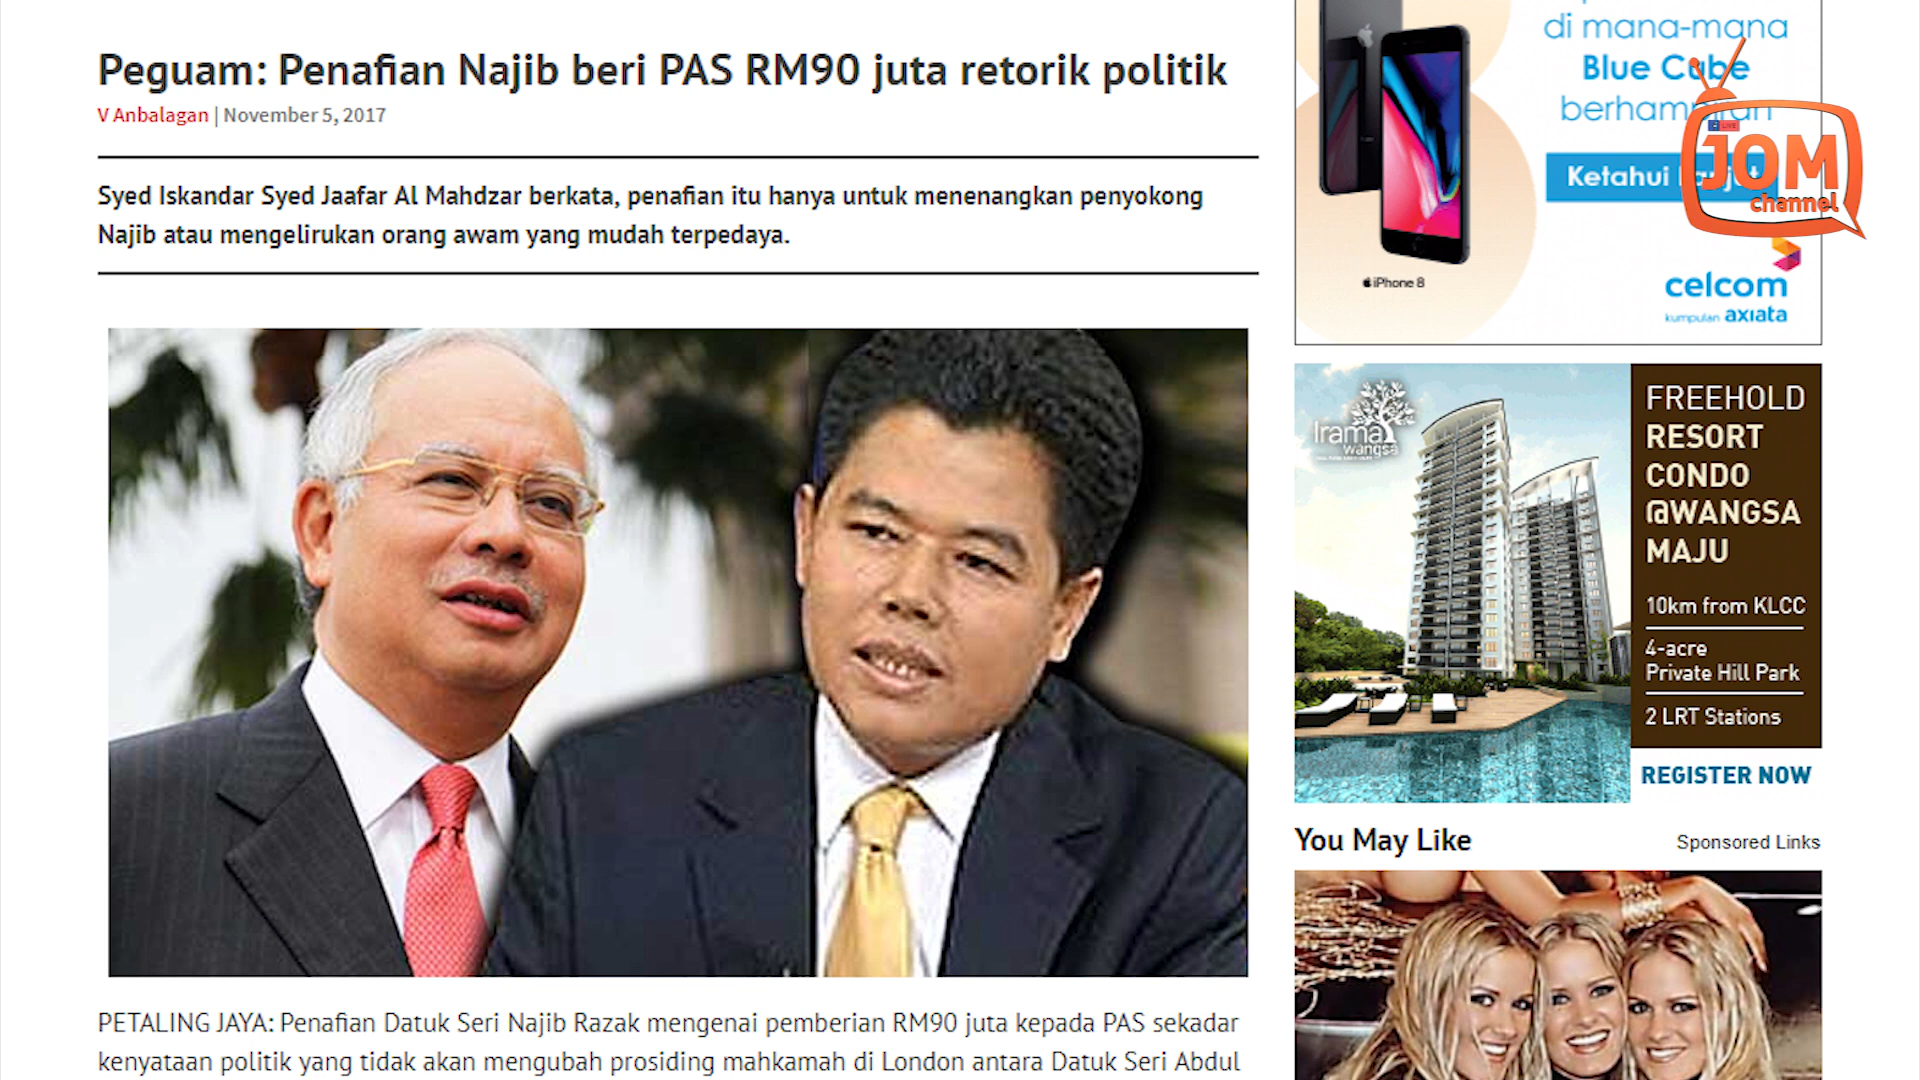 Peguam: Penafian Najib beri PAS RM90 juta retorik politik
V Anbalagan | November 5, 2017
Syed Iskandar Syed Jaafar Al Mahdzar berkata, penafian itu hanya untuk menenangkan penyokong
Najib atau mengelirukan orang awam yang mudah terpedaya.
PETALING JAYA: Penafian Datuk Seri Najib Razak mengenai pemberian RM90 juta kepada PAS sekadar
kenyataan politik yang tidak akan mengubah prosiding mahkamah di London antara Datuk Seri Abdul
di mana-mana
Blue Cube
berhampiran
Ketahui
LIVE
JOM
channel
iPhone 8
celcom
kumpulan axiata
Irama
wangsa
FREEHOLD
RESORT
CONDO
@WANGSA
MAJU
10km from KLCC
4-acre
Private Hill Park
2 LRT Stations
REGISTER NOW
You May Like
Sponsored Links